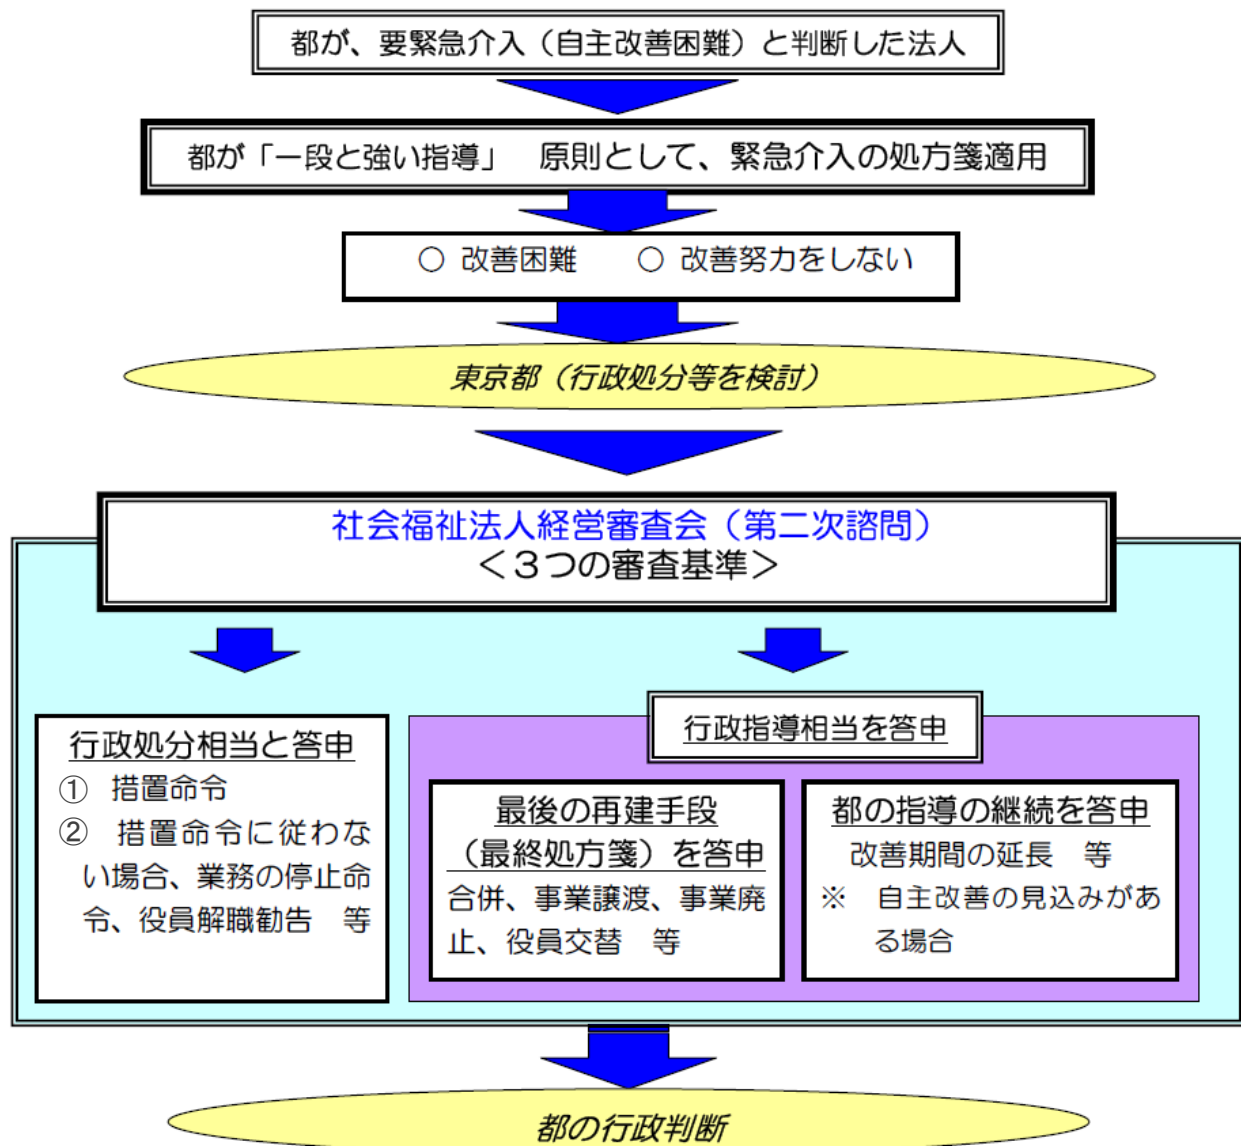 都が、要緊急介入（自主改善困難）と判断した法人
都が「一段と強い指導」　原則として、緊急介入の処方箋適用
○ 改善困難　　○ 改善努力をしない
東京都（行政処分等を検討）
社会福祉法人経営審査会（第二次諮問）
＜３つの審査基準＞
行政処分相当と答申
①　措置命令
②　措置命令に従わな
い場合、業務の停止命
令、役員解職勧告　等
行政指導相当を答申
最後の再建手段
（最終処方箋）を答申
合併、事業譲渡、事業廃
止、役員交替　等
都の指導の継続を答申
改善期間の延長　等
※　自主改善の見込みがあ
る場合
都の行政判断